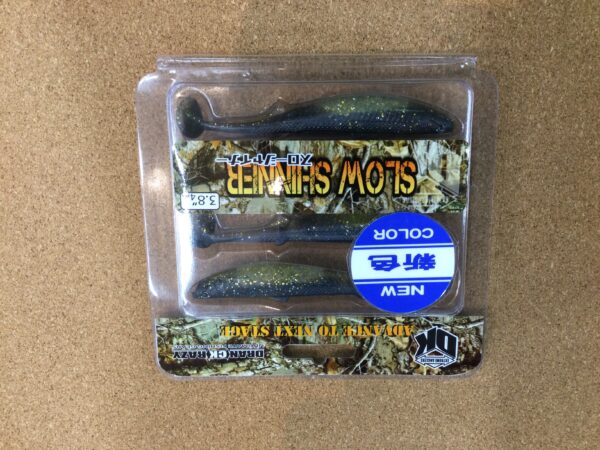 DRANCKRAZY
ADVANCE TO NEXT STAGE
DK
NEW
新色
COLOR
SLOW SHINNER
スローシャイナー
3.8"